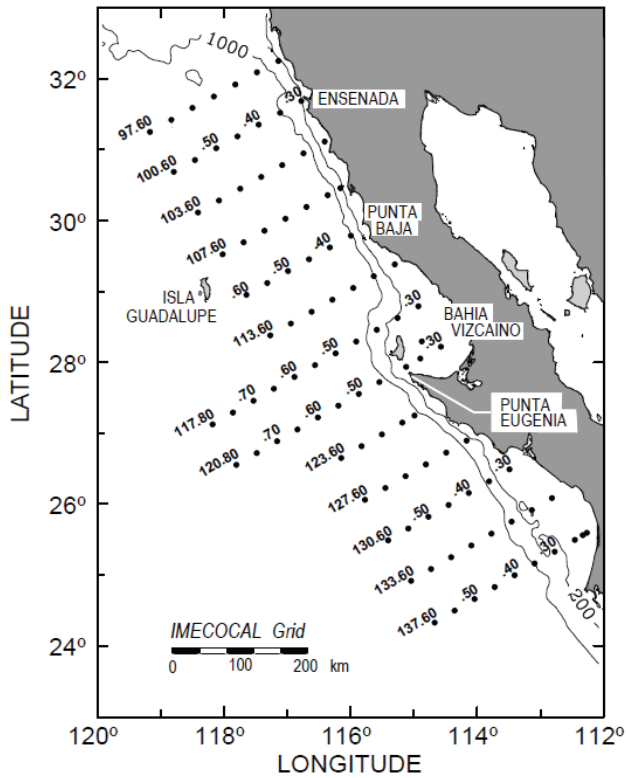 1000
32º
.30
ENSENADA
.40
97.60
.50
100.60
103.60
30º
PUNTA
BAJA
107.60
.40
.50
ISLA
GUADALUPE
.60
.30
BAHIA
VIZCAINO
113.60
.30
28º
.50
.60
.50
.70
PUNTA
EUGENIA
117.80
.60
.70
120.80
123.60
.30
127.60
.40
26º
.50
130.60
.30
133.60
.40
200
.50
137.60
IMECOCAL Grid
0 100 200 km
24º
120º 118º 116º 114º 112º
LONGITUDE
LATITUDE